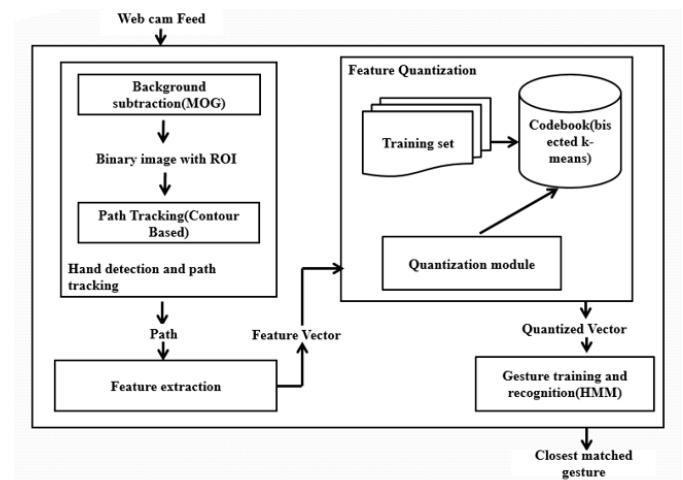 Web cam Feed
Background
subtraction(MOG)
Binary image with ROI
Path Tracking(Contour
Based)
Hand detection and path
tracking
Path
Feature extraction
Feature Vector
Feature Quantization
Training set
Codebook(bis
ected k-
means)
Quantization module
Quantized Vector
Gesture training and
recognition(HMM)
Closest matched
gesture